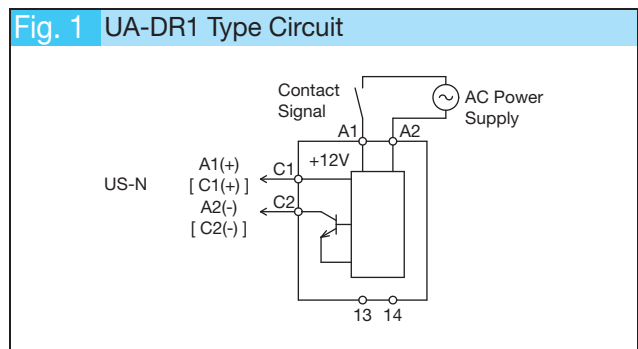 Fig. 1 UA-DR1 Type Circuit
Contact
Signal
AC Power
Supply
A1 A2
+12V
US-N
A1(+)
[ C1(+) ]
A2(-)
[ C2(-) ]
C1
C2
13 14